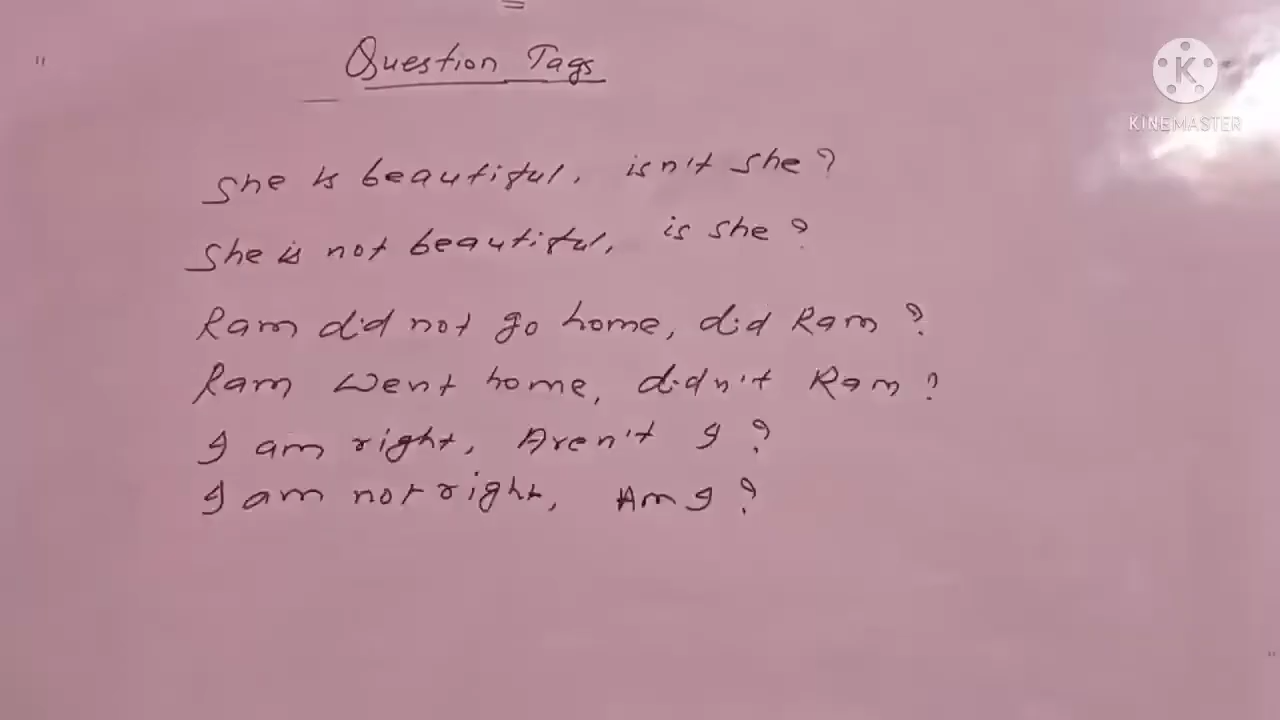 Question Tags
KINEMASTER
She is beautiful, isn't she?
She is not beautiful, is she?
Ram did not go home, did Ram?
Ram went home, didn't Ram?
I am right, Aren't I?
I am not right, Am I?